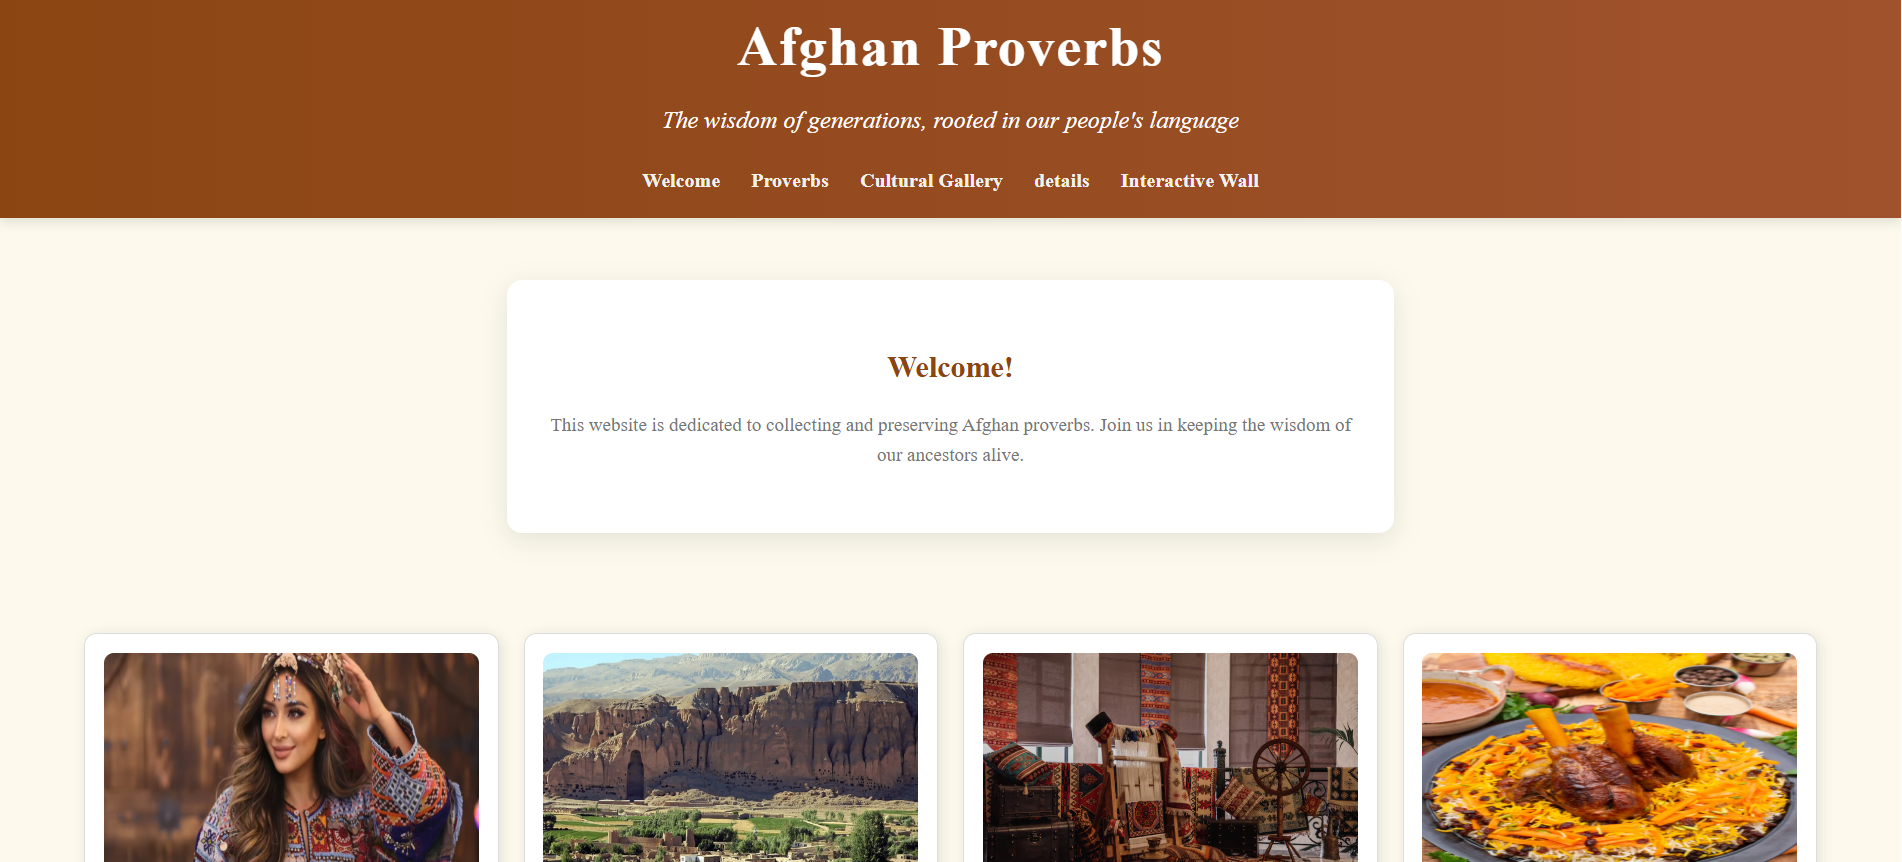 Afghan Proverbs
The wisdom of generations, rooted in our people's language
Welcome Proverbs Cultural Gallery details Interactive Wall
Welcome!
This website is dedicated to collecting and preserving Afghan proverbs. Join us in keeping the wisdom of
our ancestors alive.